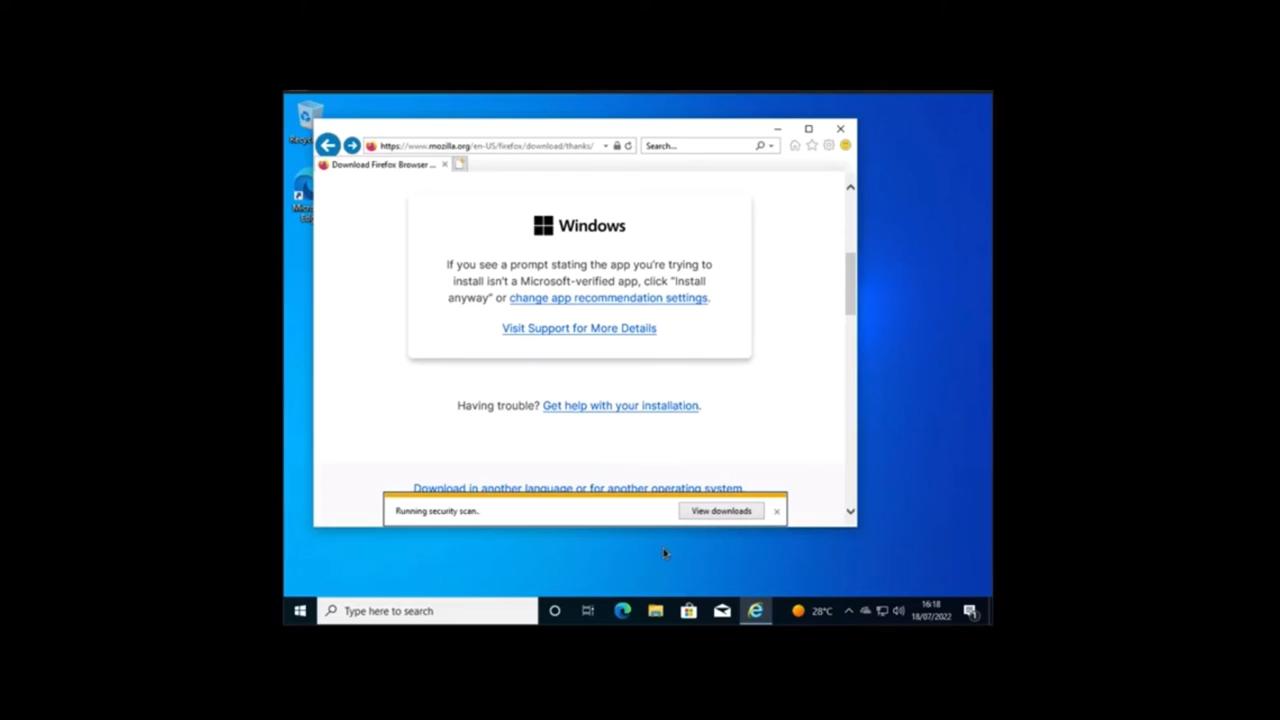 https://www.mozilla.org/en-US/firefox/download/thanks/
Search...
Download Firefox Browser ...
Windows
If you see a prompt stating the app you're trying to
install isn't a Microsoft-verified app, click "Install
anyway" or change app recommendation settings.
Visit Support for More Details
Having trouble? Get help with your installation.
Download in another language or for another operating system.
Running security scan..
View downloads
Type here to search
28°C
16:18
18/07/2022